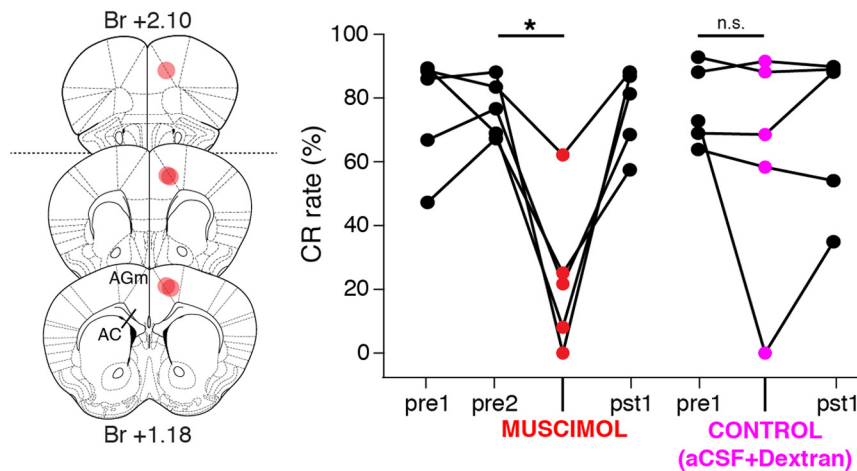 Br +2.10
AGm
AC
Br +1.18
CR rate (%)
100
80
60
40
20
0
*
n.s.
pre1 pre2 pst1 pre1 pst1
MUSCIMOL CONTROL
(aCSF+Dextran)